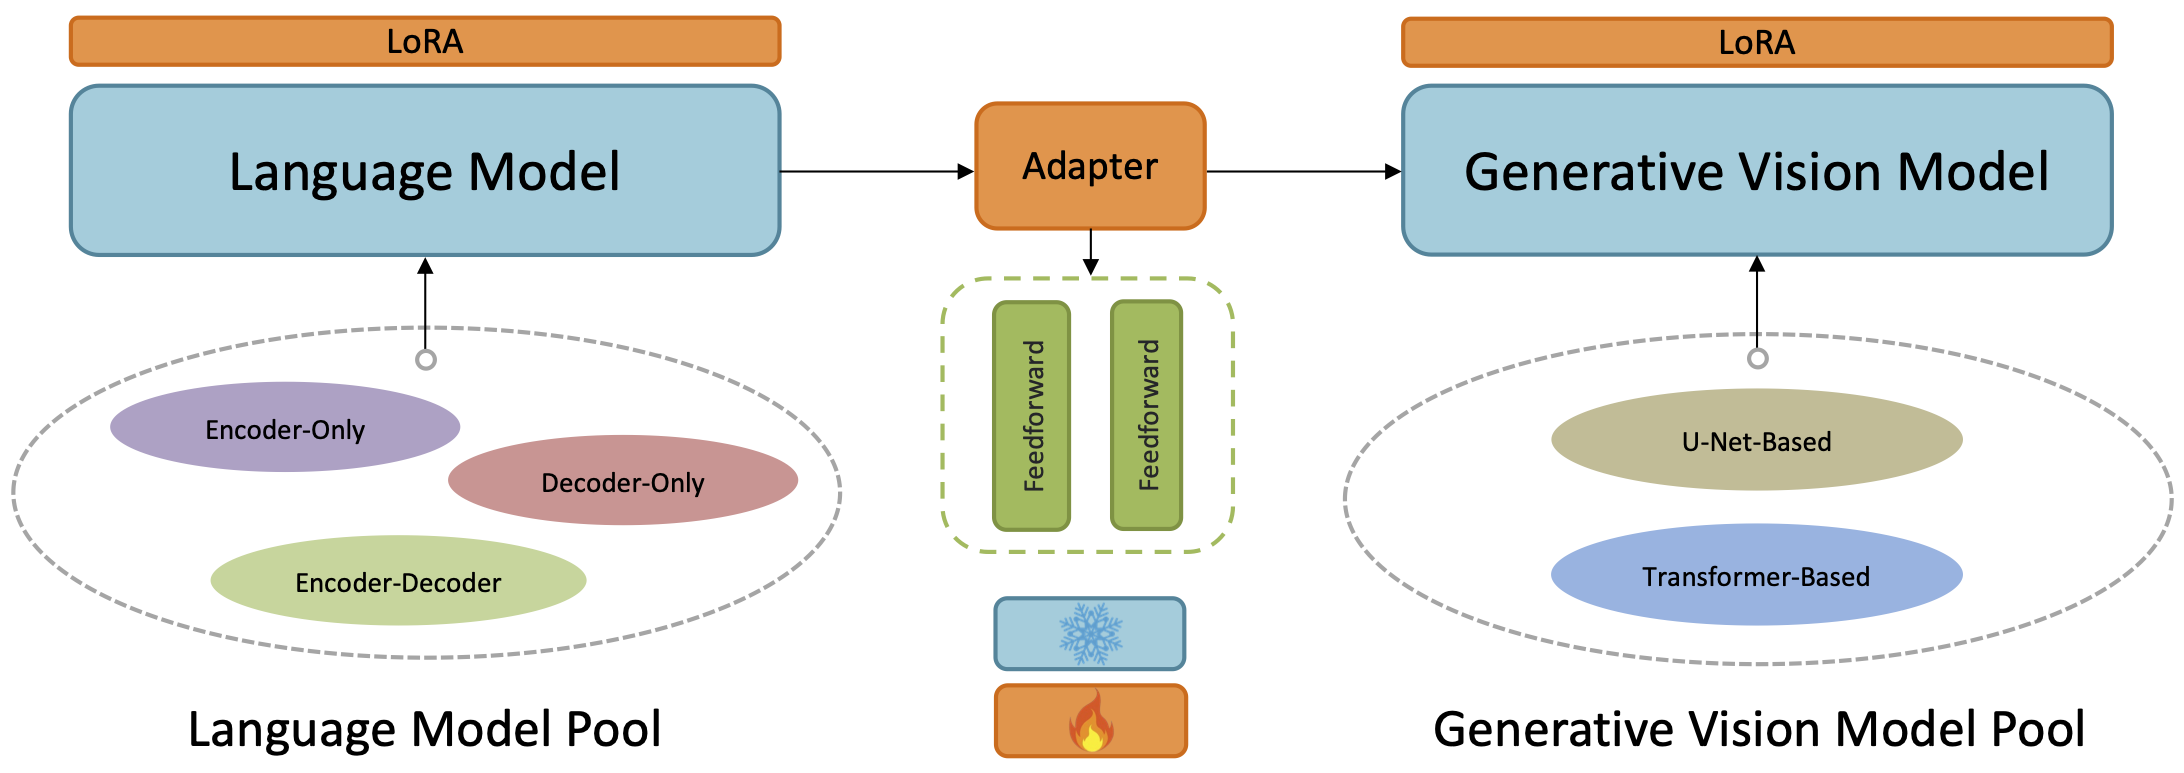 LoRA
LoRA
Language Model
Adapter
Generative Vision Model
Feedforward
Feedforward
Encoder-Only
Decoder-Only
Encoder-Decoder
U-Net-Based
Transformer-Based
Language Model Pool
Generative Vision Model Pool